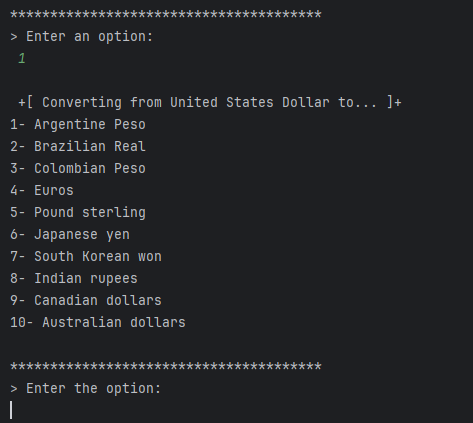 ***************************************
> Enter an option:
1
+[ Converting from United States Dollar to... ]+
1- Argentine Peso
2- Brazilian Real
3- Colombian Peso
4- Euros
5- Pound sterling
6- Japanese yen
7- South Korean won
8- Indian rupees
9- Canadian dollars
10- Australian dollars
***************************************
> Enter the option: